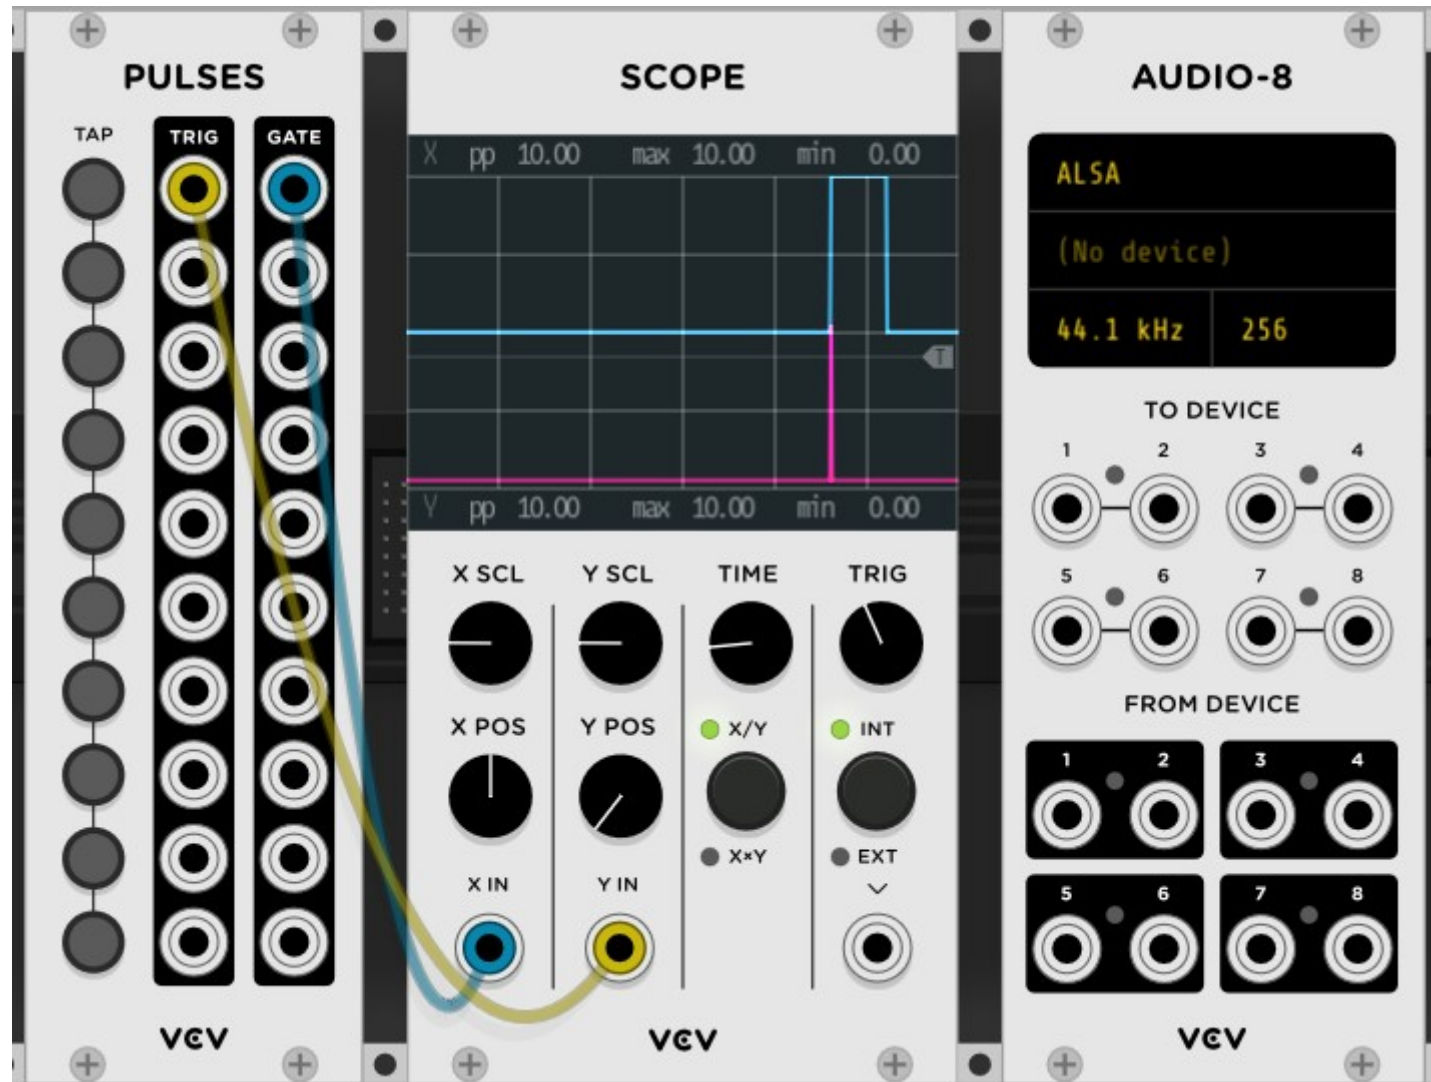 PULSES
TAP
TRIG
GATE
VCV
SCOPE
X pp 10.00 max 10.00 min 0.00
T
Y pp 10.00 max 10.00 min 0.00
X SCL Y SCL TIME TRIG
X POS Y POS X/Y INT
X×Y EXT
X IN Y IN
VCV
AUDIO-8
ALSA
(No device)
44.1 kHz 256
TO DEVICE
1 2 3 4
5 6 7 8
FROM DEVICE
1 2 3 4
5 6 7 8
VCV